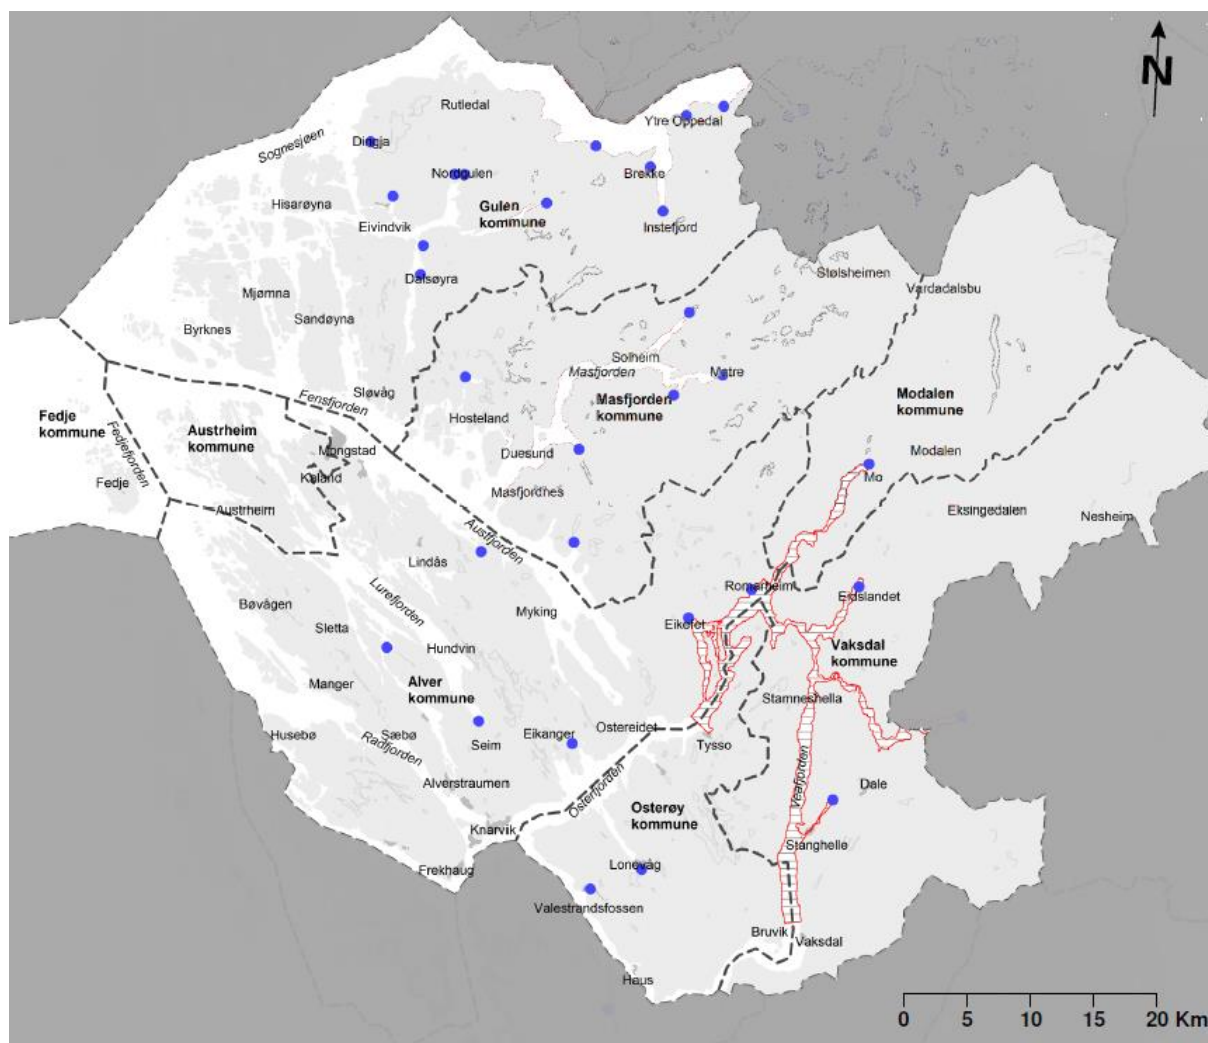 N
Rutledal
Ytre Oppedal
Sognesjøen
Dingja
Nordgulen
Brekke
Hisarøyna
Gulen
kommune
Eivindvik
Instefjord
Dalsøyra
Stølsheimen
Vardadalsbu
Mjømna
Sandøyna
Byrknes
Solheim
Masfjorden
Matre
Sløvåg
Fensfjorden
Masfjorden
kommune
Modalen
kommune
Fedje
kommune
Fedjefjorden
Austrheim
kommune
Hosteland
Mongstad
Duesund
Modalen
Kaland
Mo
Fedje
Masfjordnes
Austrheim
Eksingedalen
Nesheim
Austfjorden
Lindås
Lurefjorden
Romarheim
Eidslandet
Bøvågen
Myking
Sletta
Eikefet
Hundvin
Vaksdal
kommune
Manger
Alver
kommune
Stamneshella
Husebø
Sæbø
Radfjorden
Seim
Eikanger
Ostereidet
Tysso
Veafjorden
Alverstraumen
Osterfjorden
Osterøy
kommune
Dale
Knarvik
Stanghelle
Frekhaug
Lonevåg
Valestrandsfossen
Bruvik
Vaksdal
Haus
0 5 10 15 20 Km